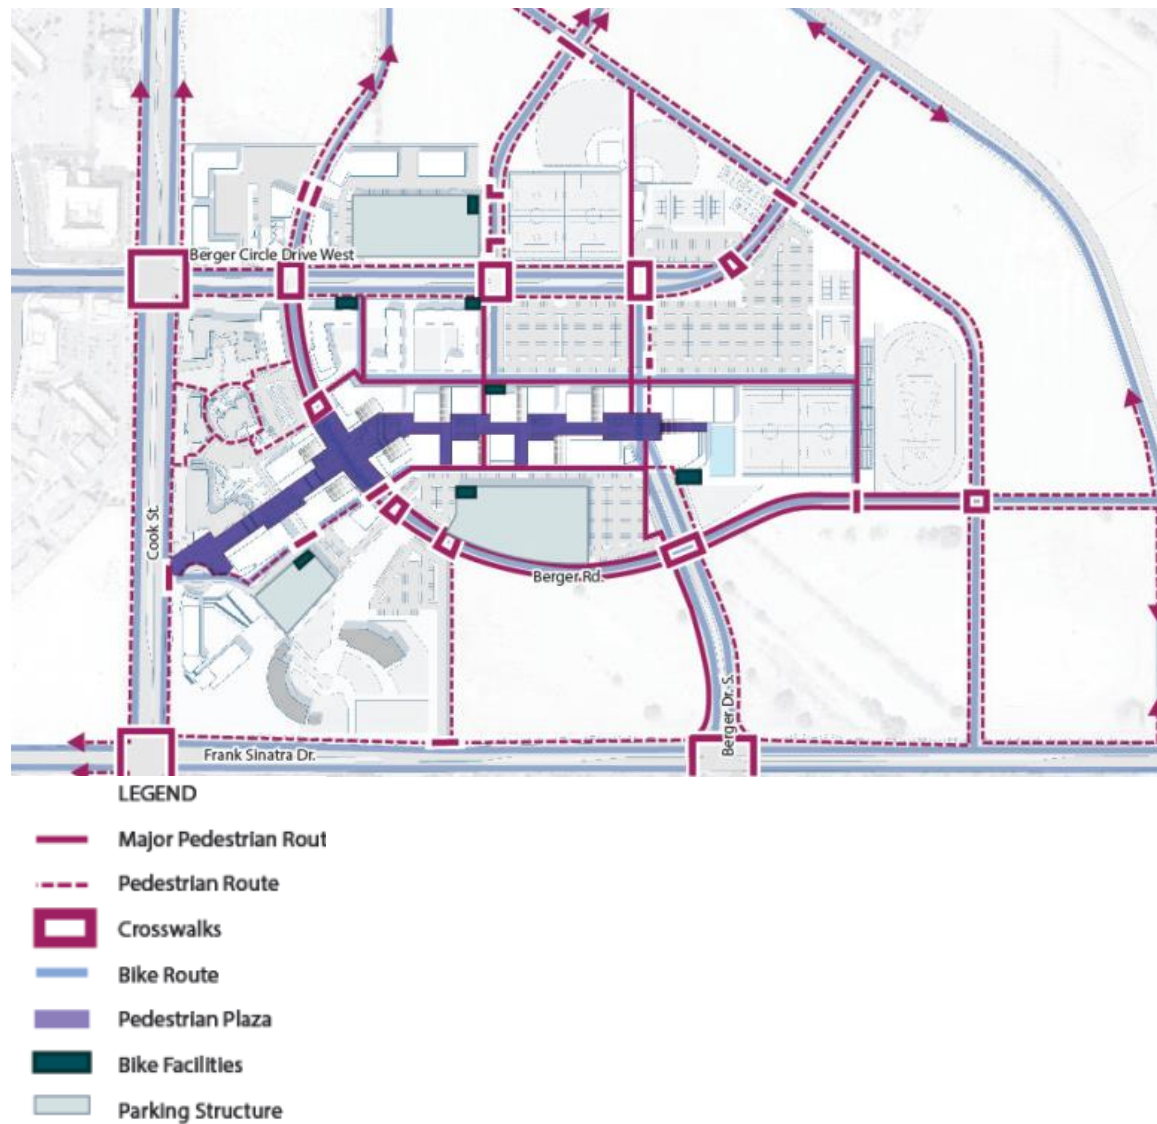 Berger Circle Drive West
Cook St.
Berger Rd.
Berger Dr. S.
Frank Sinatra Dr.
LEGEND
Major Pedestrian Rout
Pedestrian Route
Crosswalks
Bike Route
Pedestrian Plaza
Bike Facilities
Parking Structure